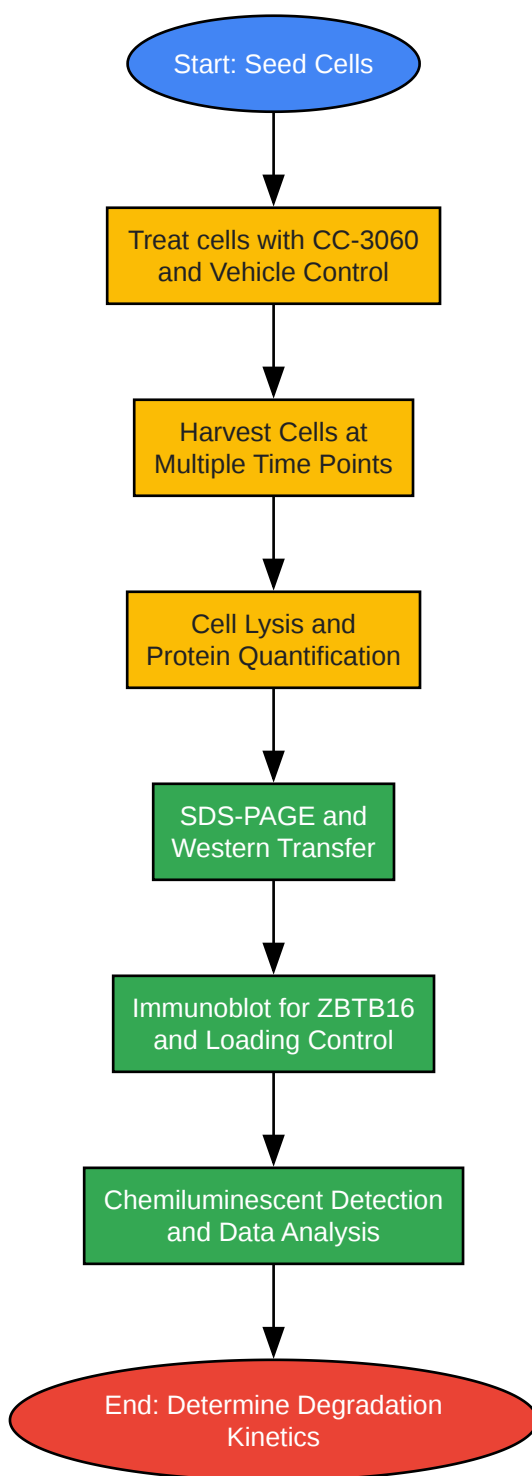 Start: Seed Cells
Treat cells with CC-3060
and Vehicle Control
Harvest Cells at
Multiple Time Points
Cell Lysis and
Protein Quantification
SDS-PAGE and
Western Transfer
Immunoblot for ZBTB16
and Loading Control
Chemiluminescent Detection
and Data Analysis
End: Determine Degradation
Kinetics